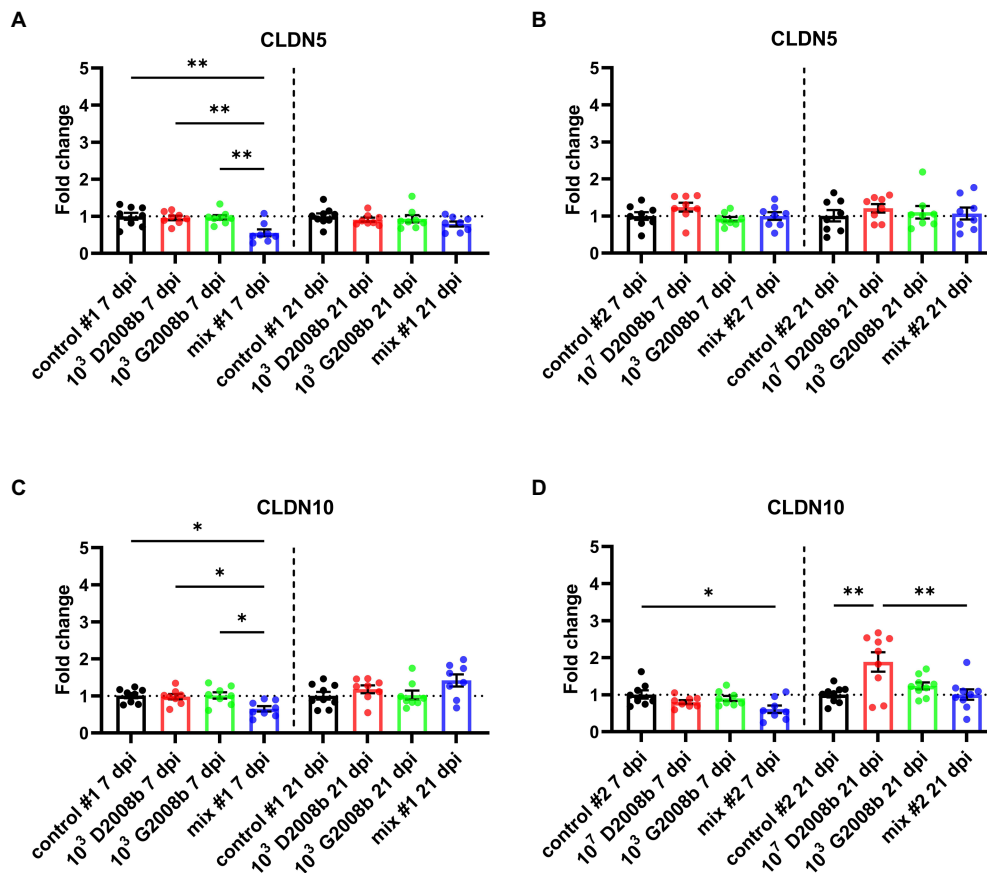 A
CLDN5
Fold change
5
4
3
2
1
0
**
**
**
control #1 7 dpi
10³ D2008b 7 dpi
10³ G2008b 7 dpi
mix #1 7 dpi
control #1 21 dpi
10³ D2008b 21 dpi
10³ G2008b 21 dpi
mix #1 21 dpi
B
CLDN5
Fold change
5
4
3
2
1
0
control #2 7 dpi
10⁷ D2008b 7 dpi
10³ G2008b 7 dpi
mix #2 7 dpi
control #2 21 dpi
10⁷ D2008b 21 dpi
10³ G2008b 21 dpi
mix #2 21 dpi
C
CLDN10
Fold change
5
4
3
2
1
0
*
*
*
control #1 7 dpi
10³ D2008b 7 dpi
10³ G2008b 7 dpi
mix #1 7 dpi
control #1 21 dpi
10³ D2008b 21 dpi
10³ G2008b 21 dpi
mix #1 21 dpi
D
CLDN10
Fold change
5
4
3
2
1
0
*
**
**
control #2 7 dpi
10⁷ D2008b 7 dpi
10³ G2008b 7 dpi
mix #2 7 dpi
control #2 21 dpi
10⁷ D2008b 21 dpi
10³ G2008b 21 dpi
mix #2 21 dpi